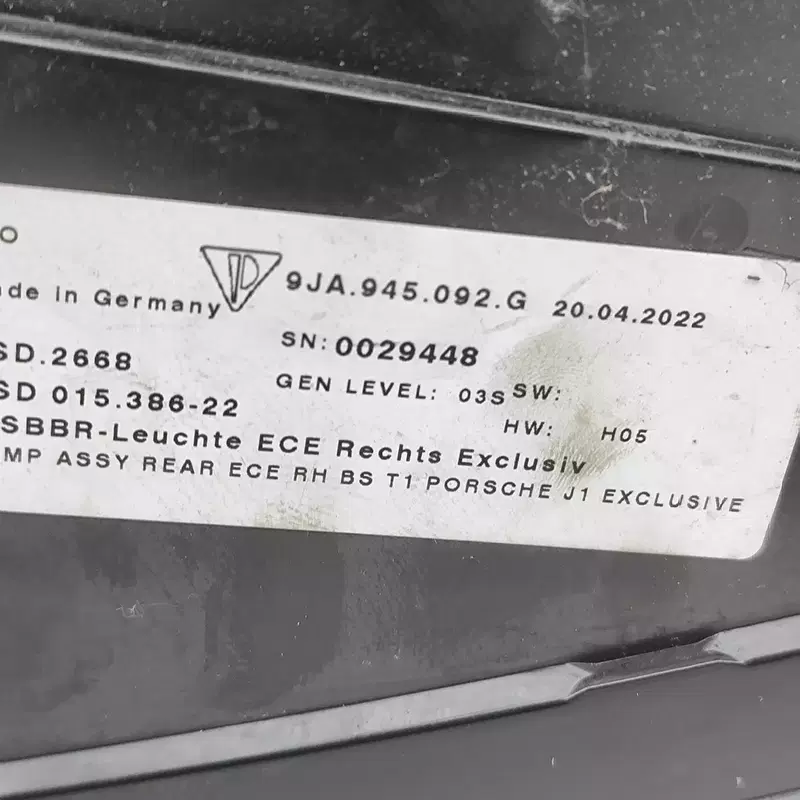 O
9JA.945.092.G 20.04.2022
de in Germany
SN: 0029448
SD.2668
GEN LEVEL: 03S SW:
SD 015.386-22
HW: H05
SBBR-Leuchte ECE Rechts Exclusiv
MP ASSY REAR ECE RH BS T1 PORSCHE J1 EXCLUSIVE